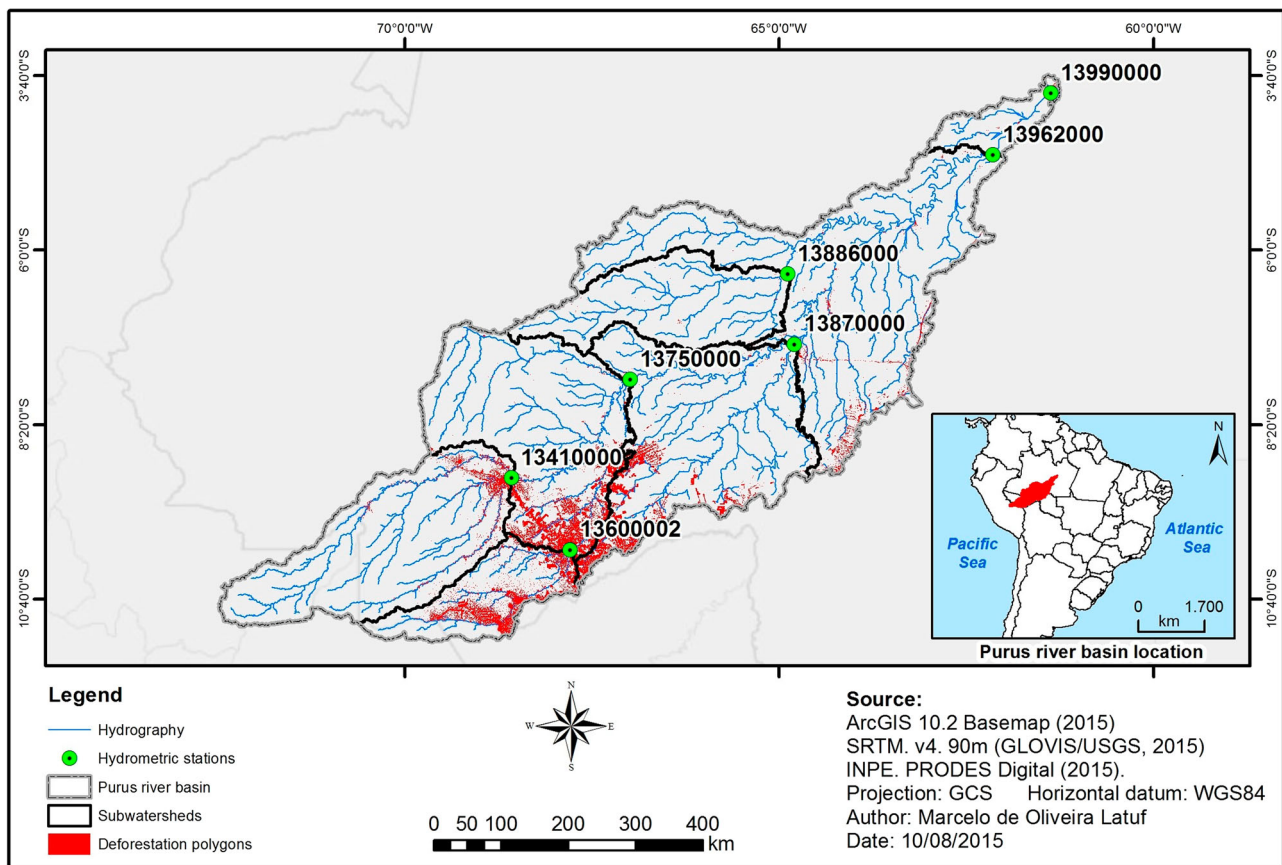 70°0'0"W
65°0'0"W
60°0'0"W
3°40'0"S
3°40'0"S
13990000
13962000
6°0'0"S
6°0'0"S
13886000
13870000
13750000
8°20'0"S
8°20'0"S
13410000
13600002
10°40'0"S
10°40'0"S
N
Pacific
Sea
Atlantic
Sea
0 1.700
km
Purus river basin location
Legend
Hydrography
Hydrometric stations
Purus river basin
Subwatersheds
Deforestation polygons
N
W E
S
0 50 100 200 300 400
km
Source:
ArcGIS 10.2 Basemap (2015)
SRTM. v4. 90m (GLOVIS/USGS, 2015)
INPE. PRODES Digital (2015).
Projection: GCS Horizontal datum: WGS84
Author: Marcelo de Oliveira Latuf
Date: 10/08/2015